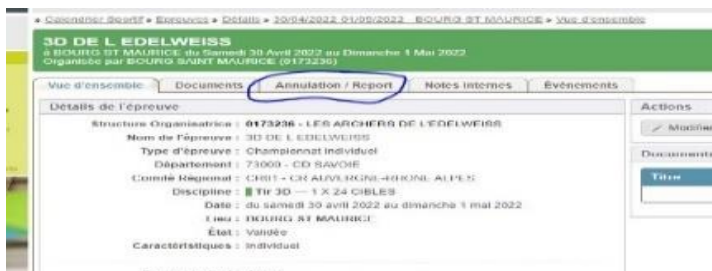 Calendrier Sportif • Epreuves • Détails • 30/04/2022 01/05/2022 BOURG ST MAURICE • Vue d'ensemble
3D DE L EDELWEISS
à BOURG ST MAURICE du Samedi 30 Avril 2022 au Dimanche 1 Mai 2022
Organisée par BOURG SAINT MAURICE (0173236)
Vue d'ensemble Documents Annulation / Report Notes internes Évènements
Détails de l'épreuve Actions
Structure Organisatrice : 0173236 - LES ARCHERS DE L'EDELWEISS
Modifier
Nom de l'épreuve : 3D DE L EDELWEISS
Type d'épreuve : Championnat individuel
Documents
Département : 73000 - CD SAVOIE
Comité Régional : CR01 - CR AUVERGNE-RHONE-ALPES
Titre
Discipline : Tir 3D — 1 X 24 CIBLES
Date : du samedi 30 avril 2022 au dimanche 1 mai 2022
Lieu : BOURG ST MAURICE
État : Validée
Caractéristiques : Individuel